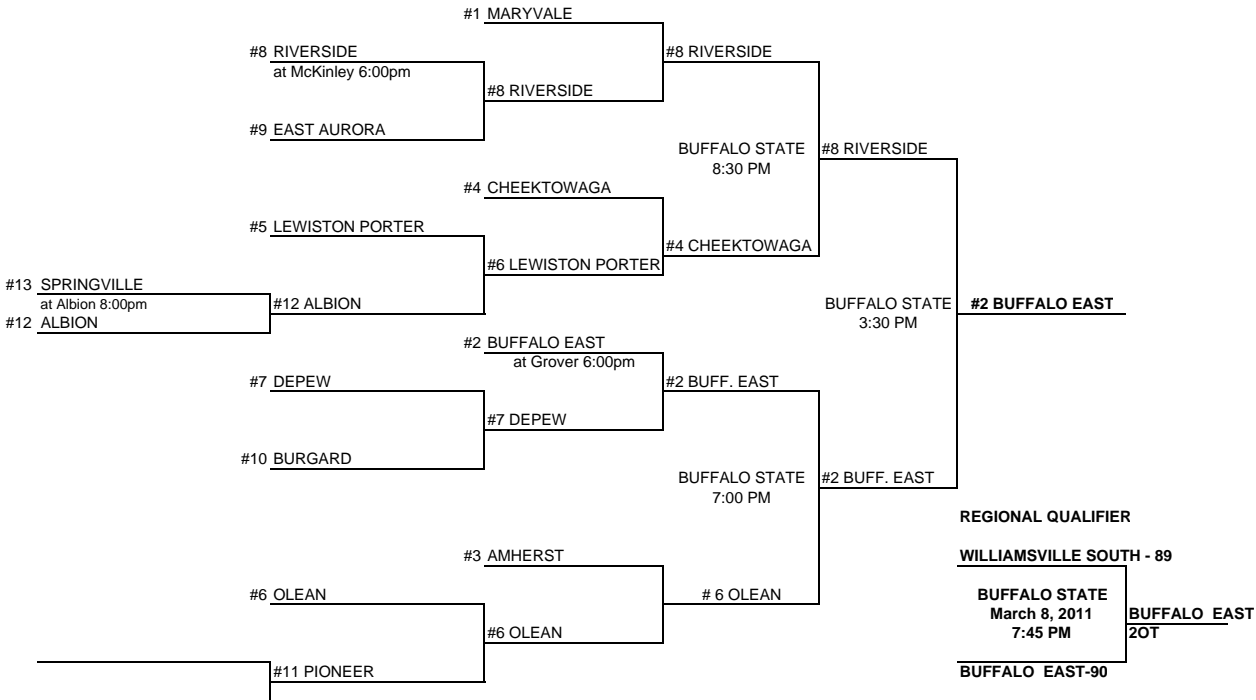 #1 MARYVALE
#8 RIVERSIDE
at McKinley 6:00pm
#8 RIVERSIDE
#8 RIVERSIDE
#9 EAST AURORA
BUFFALO STATE
8:30 PM
#8 RIVERSIDE
#4 CHEEKTOWAGA
#5 LEWISTON PORTER
#4 CHEEKTOWAGA
#6 LEWISTON PORTER
#13 SPRINGVILLE
at Albion 8:00pm
#12 ALBION
#12 ALBION
BUFFALO STATE
3:30 PM
#2 BUFFALO EAST
#2 BUFFALO EAST
at Grover 6:00pm
#7 DEPEW
#2 BUFF. EAST
#7 DEPEW
#10 BURGARD
BUFFALO STATE
7:00 PM
#2 BUFF. EAST
REGIONAL QUALIFIER
#3 AMHERST
WILLIAMSVILLE SOUTH - 89
#6 OLEAN
# 6 OLEAN
BUFFALO STATE
March 8, 2011
7:45 PM
BUFFALO EAST
2OT
#6 OLEAN
#11 PIONEER
BUFFALO EAST-90